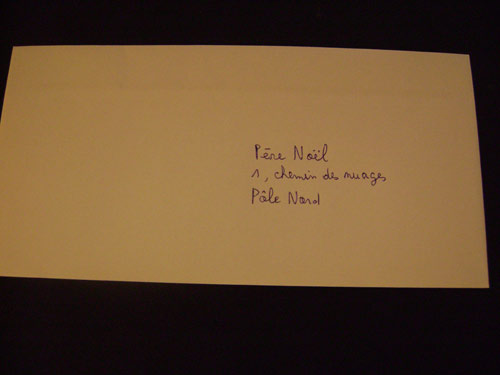 Père Noël
1, chemin des nuages
Pôle Nord